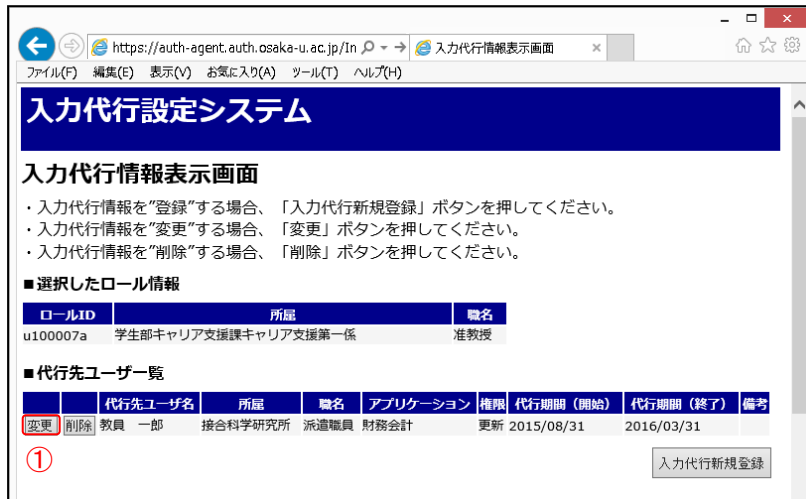 https://auth-agent.auth.osaka-u.ac.jp/In
入力代行情報表示画面
ファイル(F) 編集(E) 表示(V) お気に入り(A) ツール(T) ヘルプ(H)
入力代行設定システム
入力代行情報表示画面
・入力代行情報を"登録"する場合、「入力代行新規登録」ボタンを押してください。
・入力代行情報を"変更"する場合、「変更」ボタンを押してください。
・入力代行情報を"削除"する場合、「削除」ボタンを押してください。
■選択したロール情報
ロールID 所属 職名
u100007a 学生部キャリア支援課キャリア支援第一係 准教授
■代行先ユーザ一覧
代行先ユーザ名 所属 職名 アプリケーション 権限 代行期間（開始） 代行期間（終了） 備考
変更 削除 教員 一郎 接合科学研究所 派遣職員 財務会計 更新 2015/08/31 2016/03/31
①
入力代行新規登録